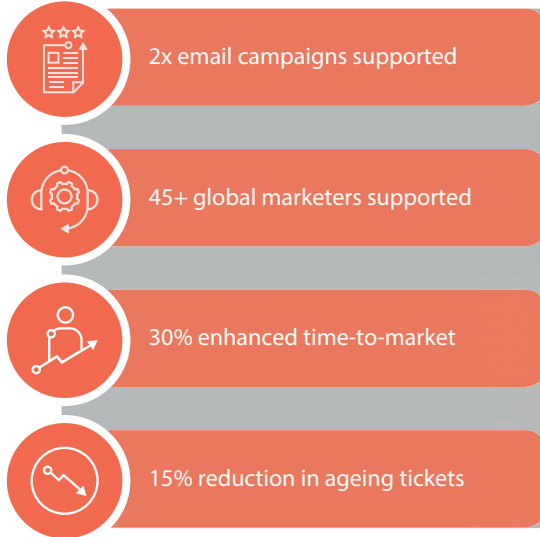 2x email campaigns supported
45+ global marketers supported
30% enhanced time-to-market
15% reduction in ageing tickets